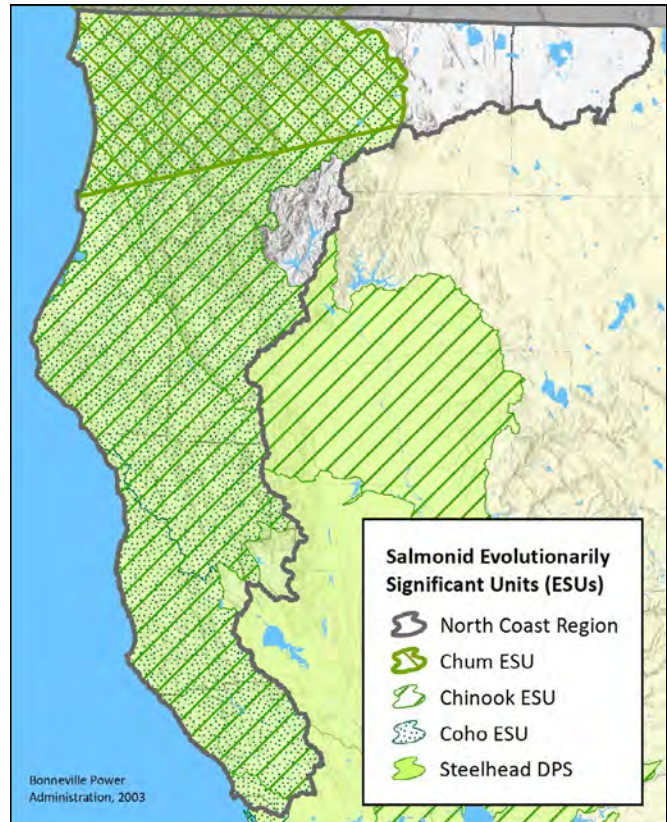 Salmonid Evolutionarily
Significant Units (ESUs)
North Coast Region
Chum ESU
Chinook ESU
Coho ESU
Steelhead DPS
Bonneville Power
Administration, 2003